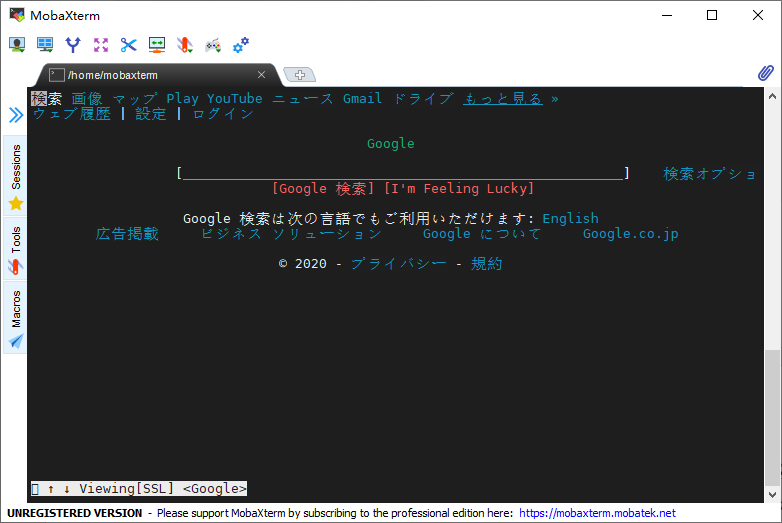 MobaXterm
/home/mobaxterm
検索 画像 マップ Play YouTube ニュース Gmail ドライブ もっと見る »
ウェブ履歴 | 設定 | ログイン
Google
[_______________________________________________________] 検索オプショ
[Google 検索] [I'm Feeling Lucky]
Google 検索は次の言語でもご利用いただけます: English
広告掲載 ビジネス ソリューション Google について Google.co.jp
© 2020 - プライバシー - 規約
↑ ↓ Viewing[SSL] <Google>
Sessions
Tools
Macros
UNREGISTERED VERSION - Please support MobaXterm by subscribing to the professional edition here: https://mobaxterm.mobatek.net